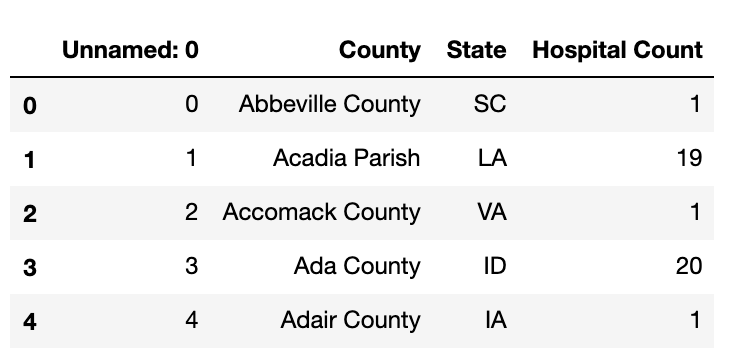 Unnamed: 0 County State Hospital Count
0 0 Abbeville County SC 1
1 1 Acadia Parish LA 19
2 2 Accomack County VA 1
3 3 Ada County ID 20
4 4 Adair County IA 1